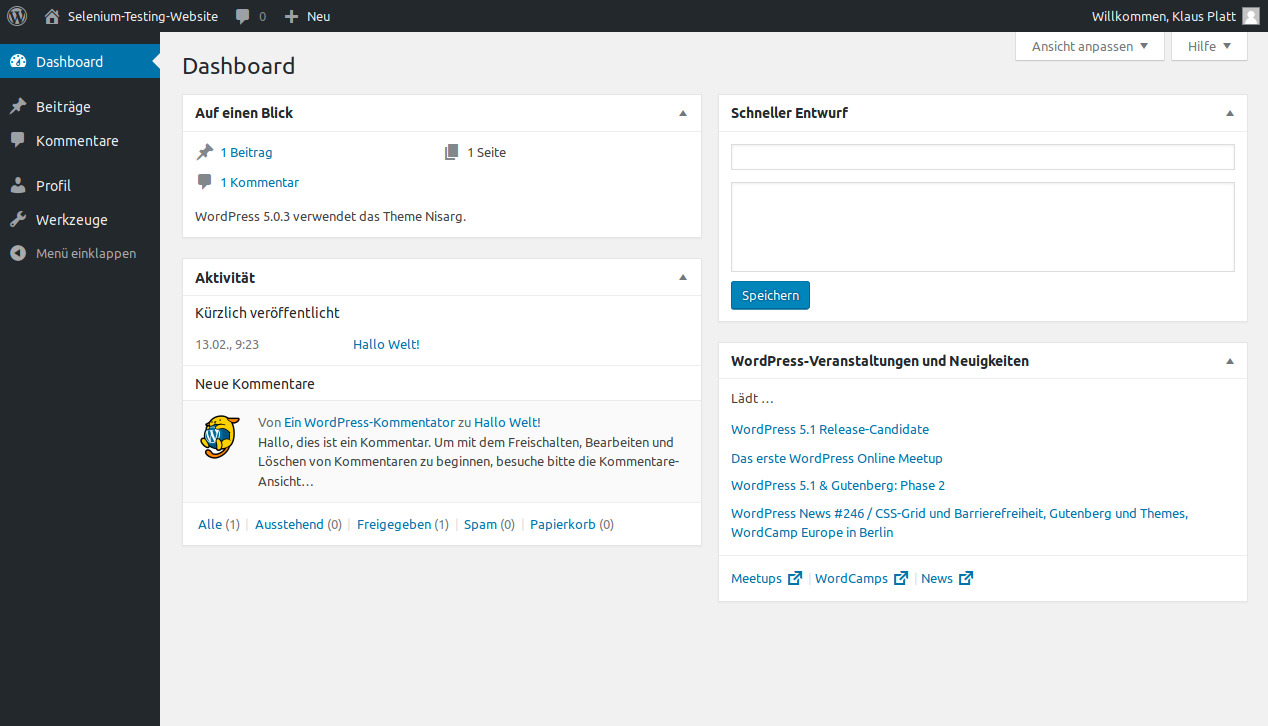 Selenium-Testing-Website 0 Neu Willkommen, Klaus Platt
Dashboard
Beiträge
Kommentare
Profil
Werkzeuge
Menü einklappen
Ansicht anpassen Hilfe
Dashboard
Auf einen Blick
1 Beitrag 1 Seite
1 Kommentar
WordPress 5.0.3 verwendet das Theme Nisarg.
Aktivität
Kürzlich veröffentlicht
13.02., 9:23 Hallo Welt!
Neue Kommentare
Von Ein WordPress-Kommentator zu Hallo Welt!
Hallo, dies ist ein Kommentar. Um mit dem Freischalten, Bearbeiten und
Löschen von Kommentaren zu beginnen, besuche bitte die Kommentare-
Ansicht…
Alle (1) | Ausstehend (0) | Freigegeben (1) | Spam (0) | Papierkorb (0)
Schneller Entwurf
Speichern
WordPress-Veranstaltungen und Neuigkeiten
Lädt …
WordPress 5.1 Release-Candidate
Das erste WordPress Online Meetup
WordPress 5.1 & Gutenberg: Phase 2
WordPress News #246 / CSS-Grid und Barrierefreiheit, Gutenberg und Themes,
WordCamp Europe in Berlin
Meetups | WordCamps | News